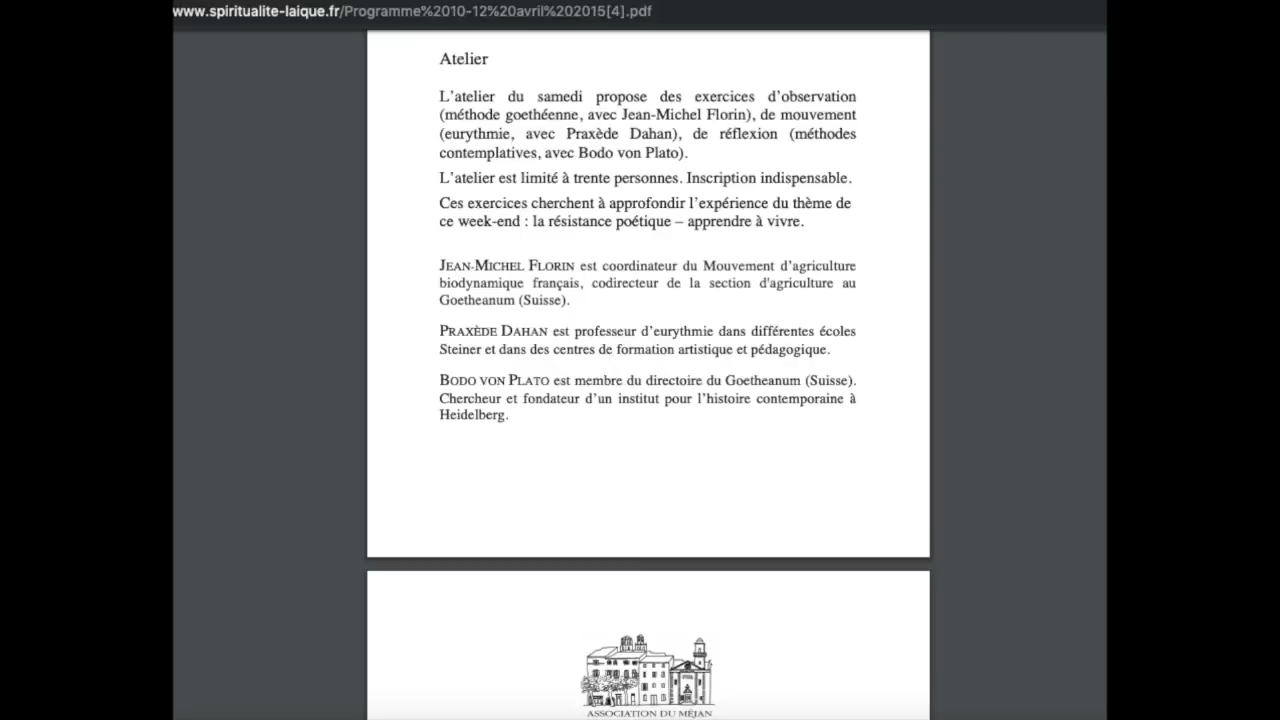 www.spiritualite-laique.fr/Programme%2010-12%20avril%202015[4].pdf
Atelier
L’atelier du samedi propose des exercices d’observation
(méthode goethéenne, avec Jean-Michel Florin), de mouvement
(eurythmie, avec Praxède Dahan), de réflexion (méthodes
contemplatives, avec Bodo von Plato).
L’atelier est limité à trente personnes. Inscription indispensable.
Ces exercices cherchent à approfondir l’expérience du thème de
ce week-end : la résistance poétique – apprendre à vivre.
JEAN-MICHEL FLORIN est coordinateur du Mouvement d’agriculture
biodynamique français, codirecteur de la section d'agriculture au
Goetheanum (Suisse).
PRAXÈDE DAHAN est professeur d’eurythmie dans différentes écoles
Steiner et dans des centres de formation artistique et pédagogique.
BODO VON PLATO est membre du directoire du Goetheanum (Suisse).
Chercheur et fondateur d’un institut pour l’histoire contemporaine à
Heidelberg.
ASSOCIATION DU MÉJAN